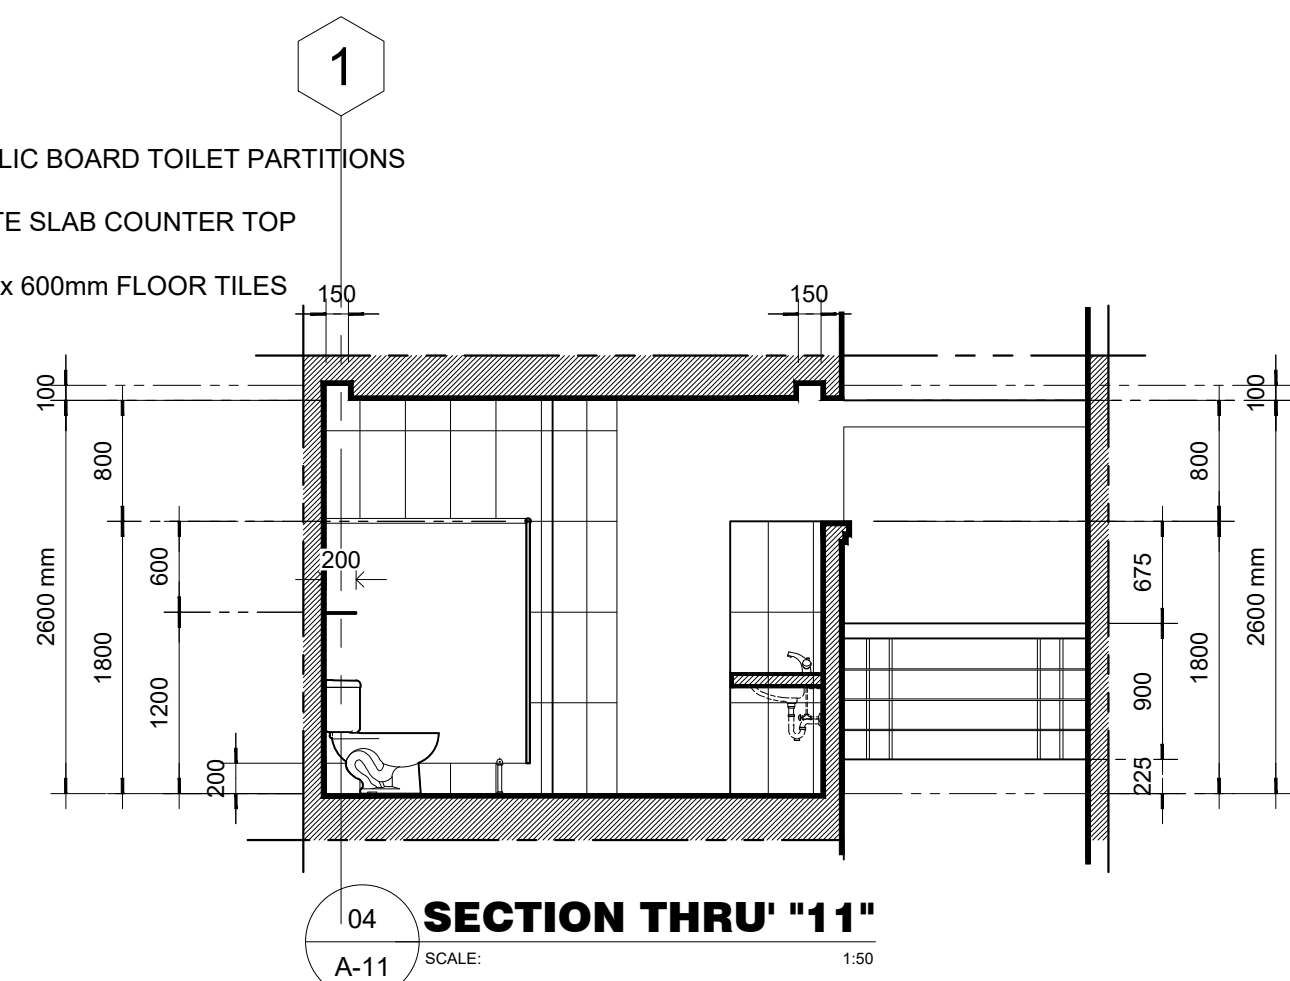 1
LIC BOARD TOILET PARTITIONS
TE SLAB COUNTER TOP
x 600mm FLOOR TILES
150
150
100
100
800
800
600
200
675
2600 mm
2600 mm
1800
1800
1200
900
200
225
04
SECTION THRU' "11"
A-11
SCALE:
1:50